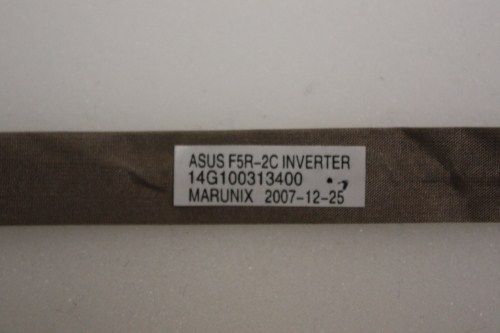 ASUS F5R-2C INVERTER
14G100313400
MARUNIX 2007-12-25